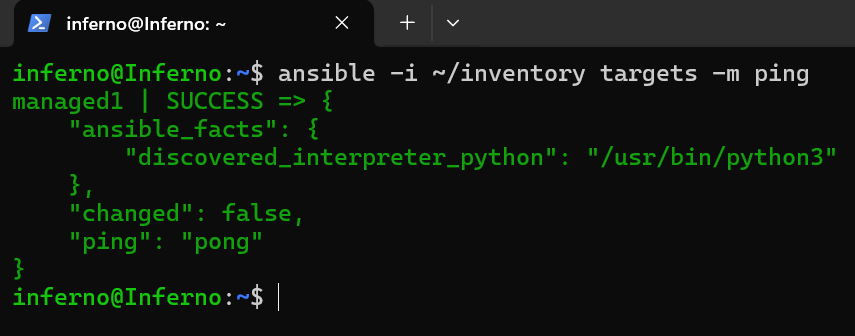 inferno@Inferno: ~
inferno@Inferno:~$ ansible -i ~/inventory targets -m ping
managed1 | SUCCESS => {
    "ansible_facts": {
        "discovered_interpreter_python": "/usr/bin/python3"
    },
    "changed": false,
    "ping": "pong"
}
inferno@Inferno:~$